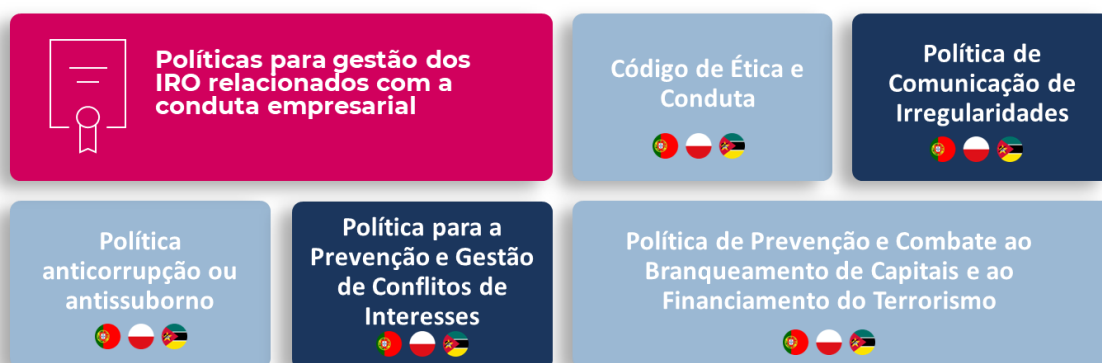 Políticas para gestão dos
IRO relacionados com a
conduta empresarial
Código de Ética e
Conduta
Política de
Comunicação de
Irregularidades
Política
anticorrupção ou
antissuborno
Política para a
Prevenção e Gestão
de Conflitos de
Interesses
Política de Prevenção e Combate ao
Branqueamento de Capitais e ao
Financiamento do Terrorismo